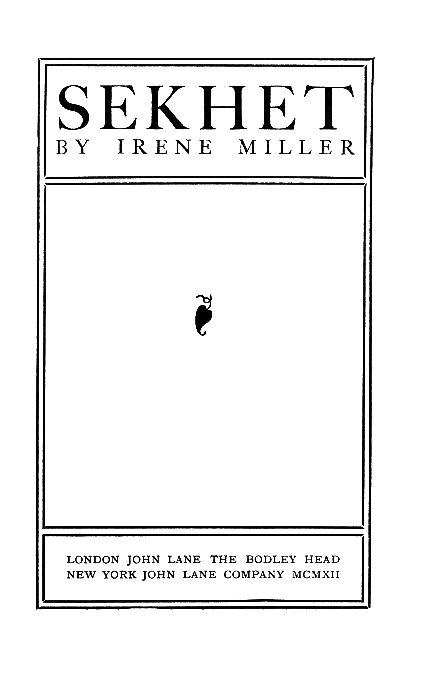 SEKHET
BY IRENE MILLER
LONDON JOHN LANE THE BODLEY HEAD
NEW YORK JOHN LANE COMPANY MCMXII